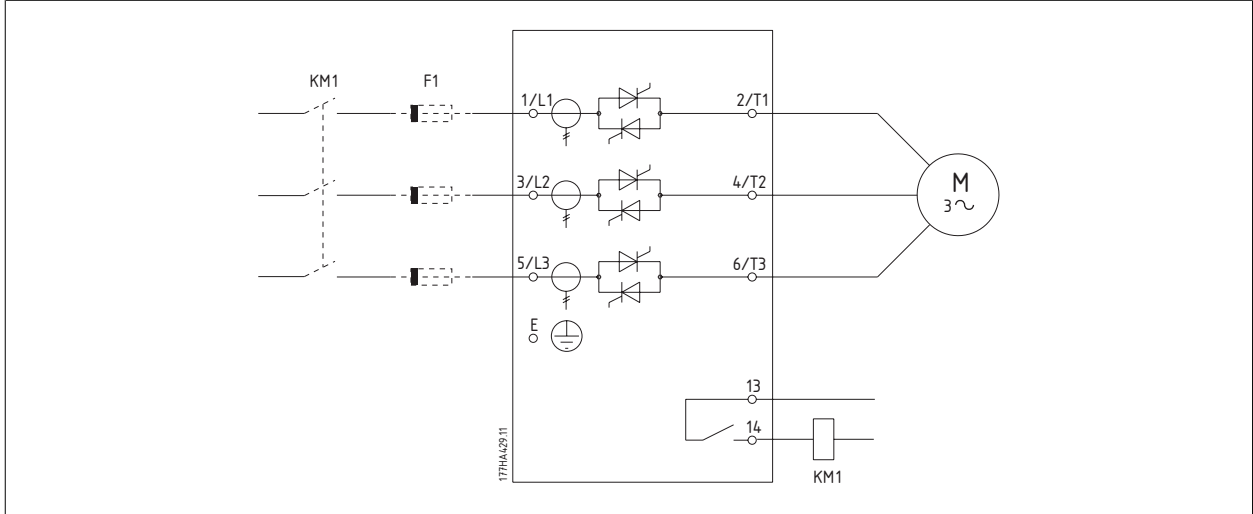 KM1
F1
1/L1
2/T1
3/L2
4/T2
M
3
5/L3
6/T3
E
13
14
KM1
177HA429.11